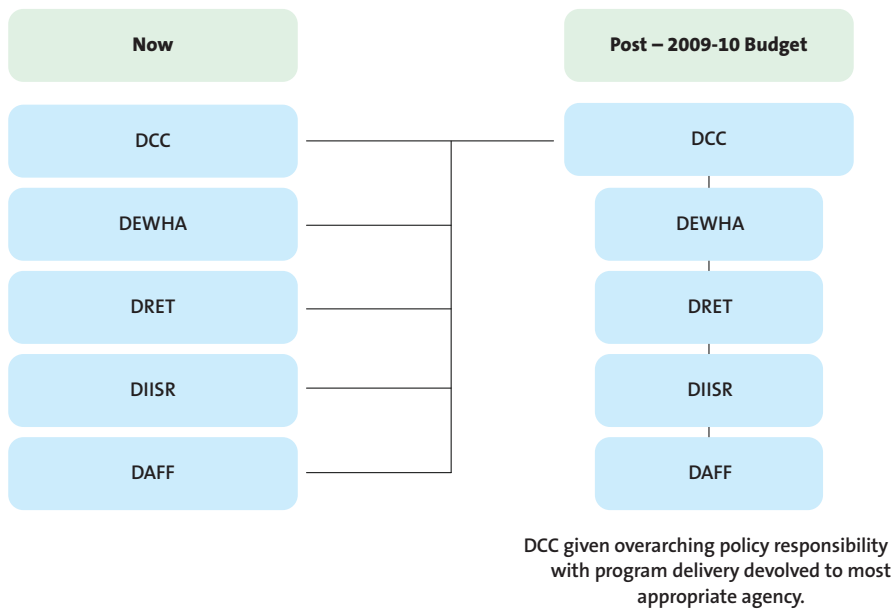 Now
Post – 2009-10 Budget
DCC
DCC
DEWHA
DEWHA
DRET
DRET
DIISR
DIISR
DAFF
DAFF
DCC given overarching policy responsibility
with program delivery devolved to most
appropriate agency.